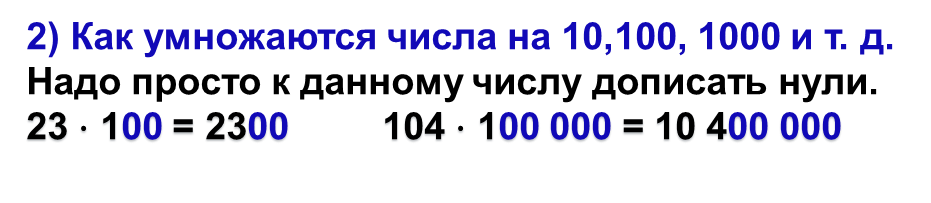 2) Как умножаются числа на 10,100, 1000 и т. д.
Надо просто к данному числу дописать нули.
23 · 100 = 2300 104 · 100 000 = 10 400 000